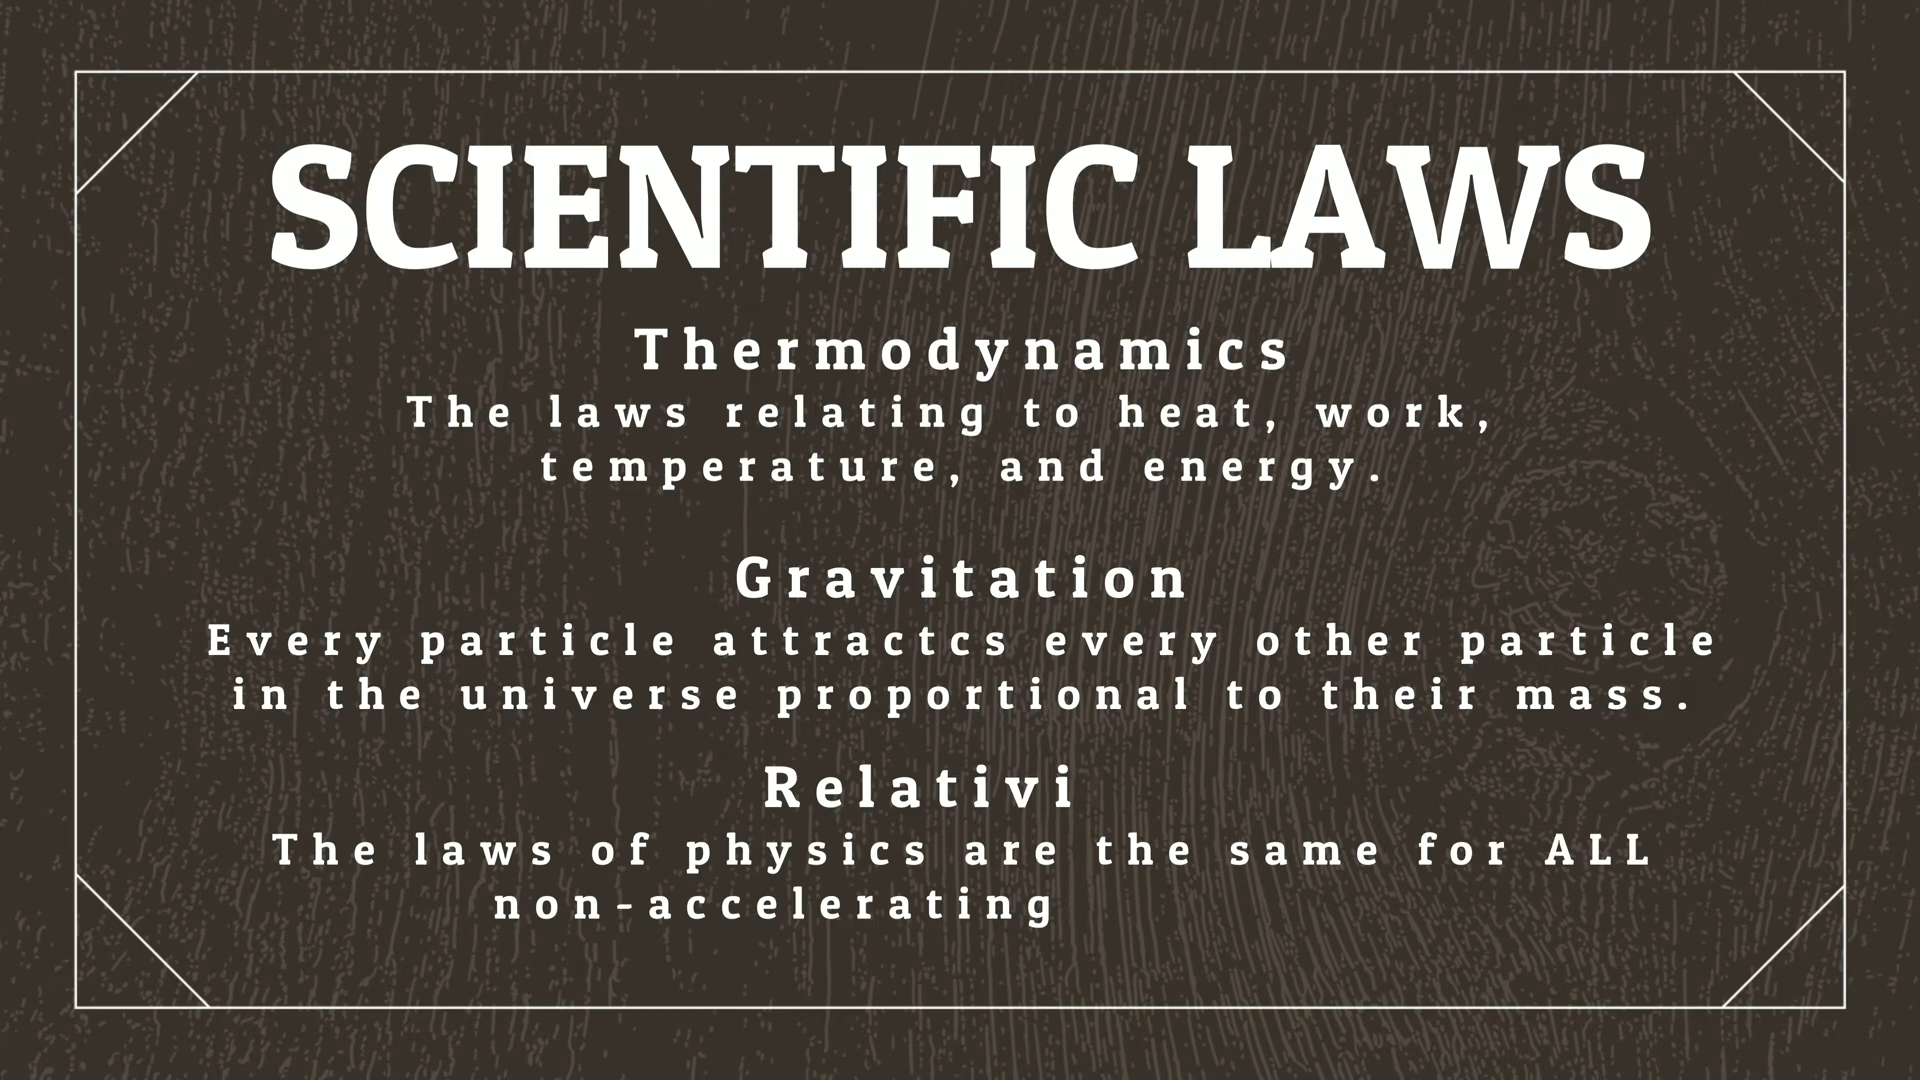 SCIENTIFIC LAWS
Thermodynamics
The laws relating to heat, work,
temperature, and energy.
Gravitation
Every particle attractcs every other particle
in the universe proportional to their mass.
Relativi
The laws of physics are the same for ALL
non-accelerating